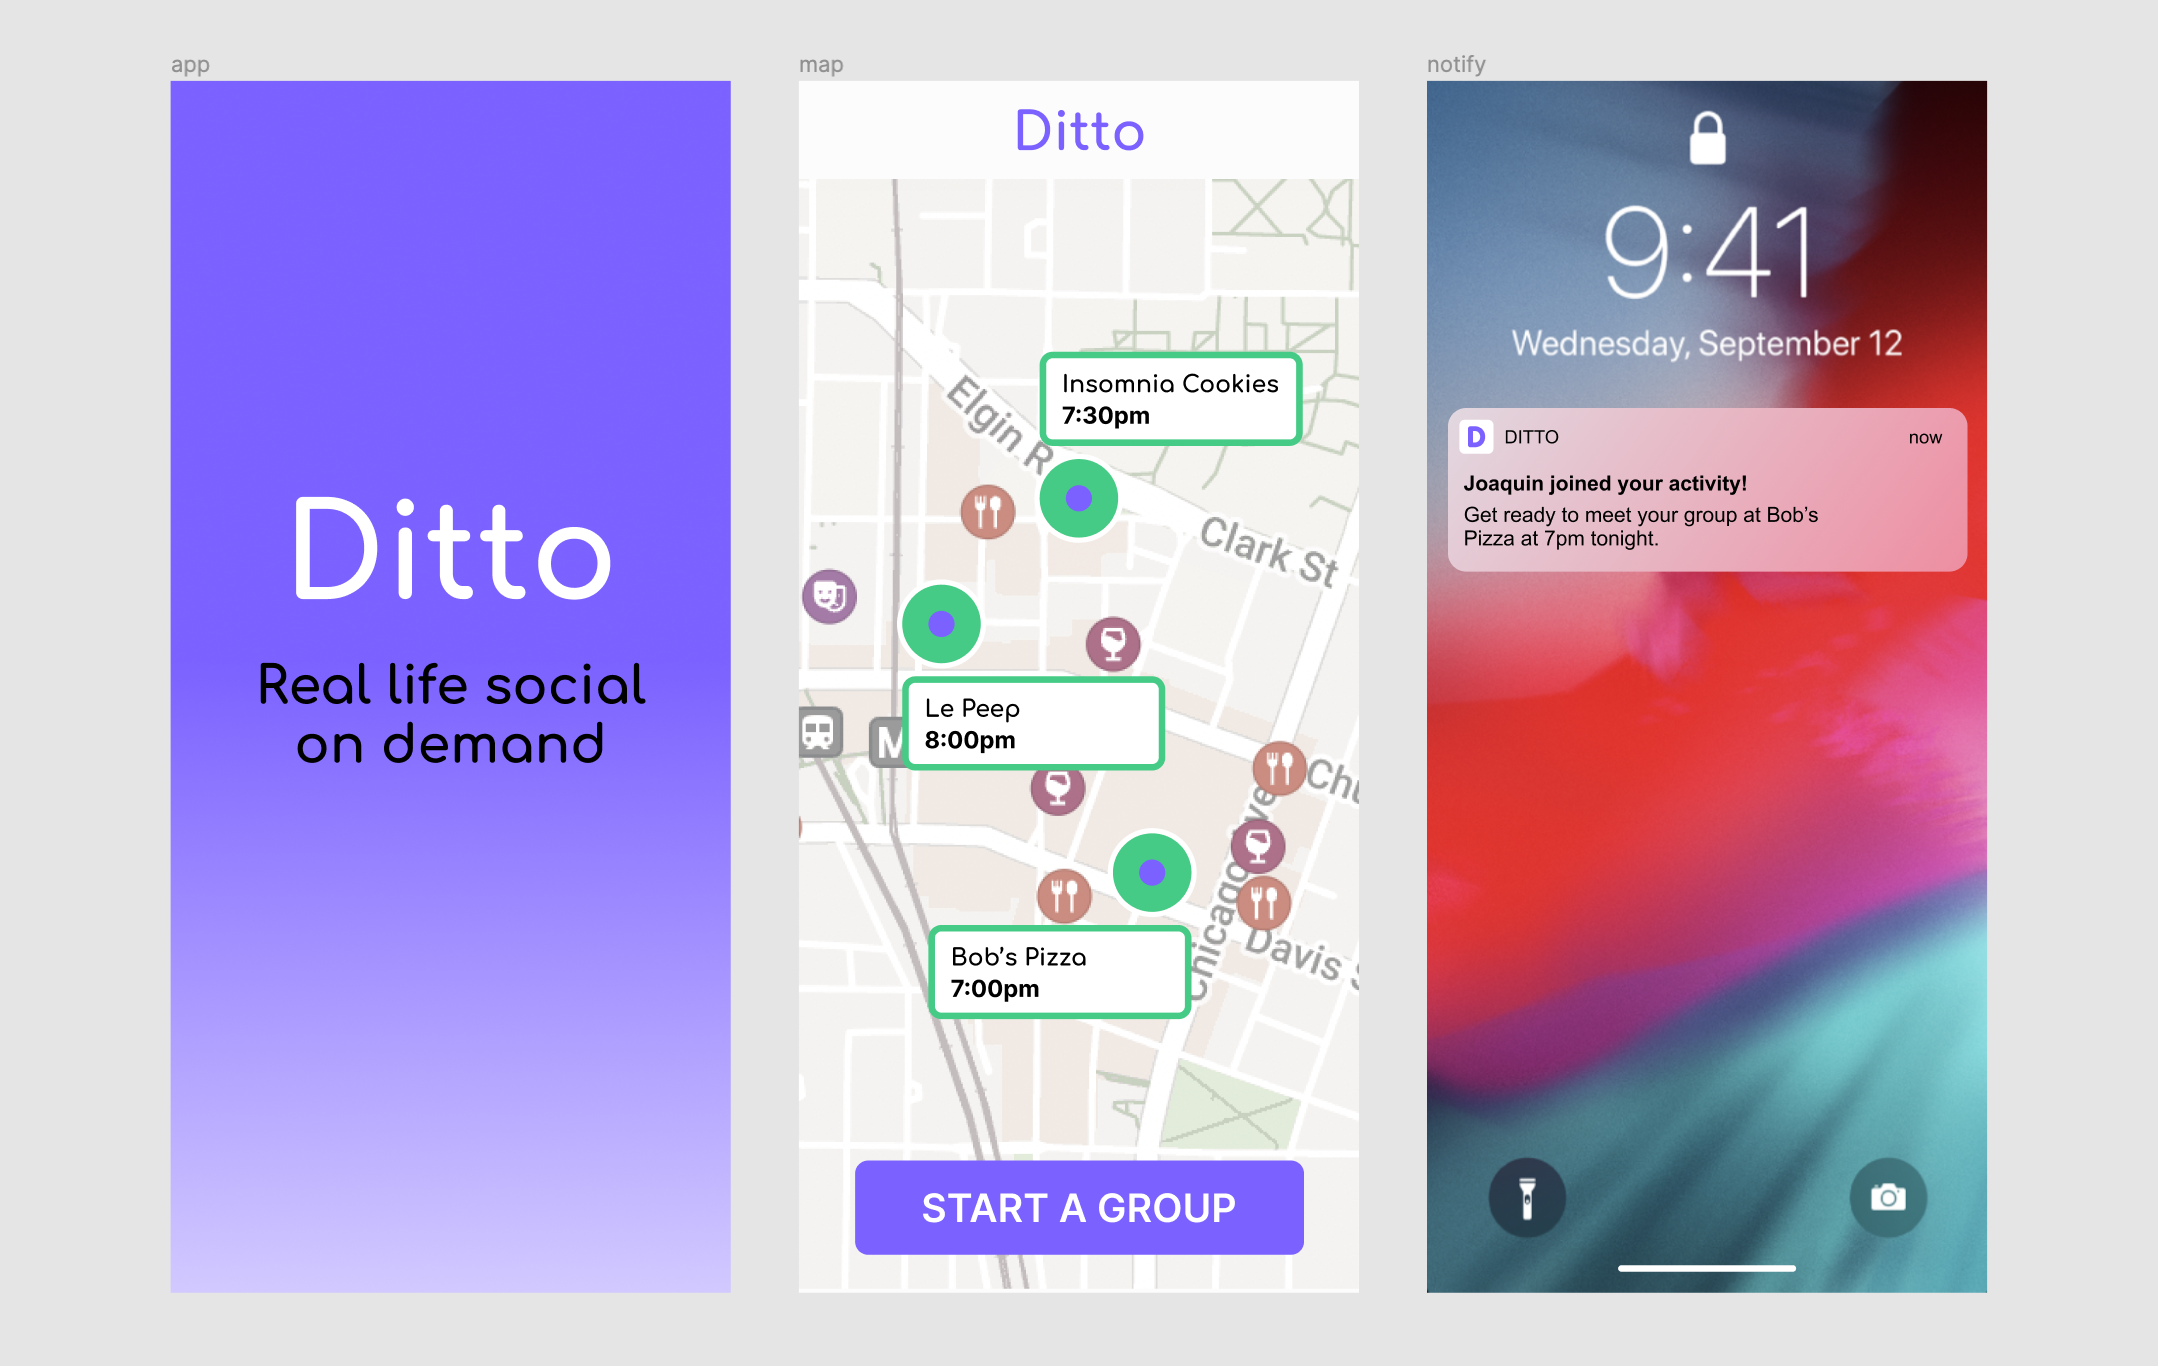 app
Ditto
Real life social
on demand
map
Ditto
Insomnia Cookies
7:30pm
Elgin R
Clark St
Le Peep
8:00pm
M
Chicago Ave
Davis S
Bob's Pizza
7:00pm
START A GROUP
notify
9:41
Wednesday, September 12
D DITTO now
Joaquin joined your activity!
Get ready to meet your group at Bob's
Pizza at 7pm tonight.